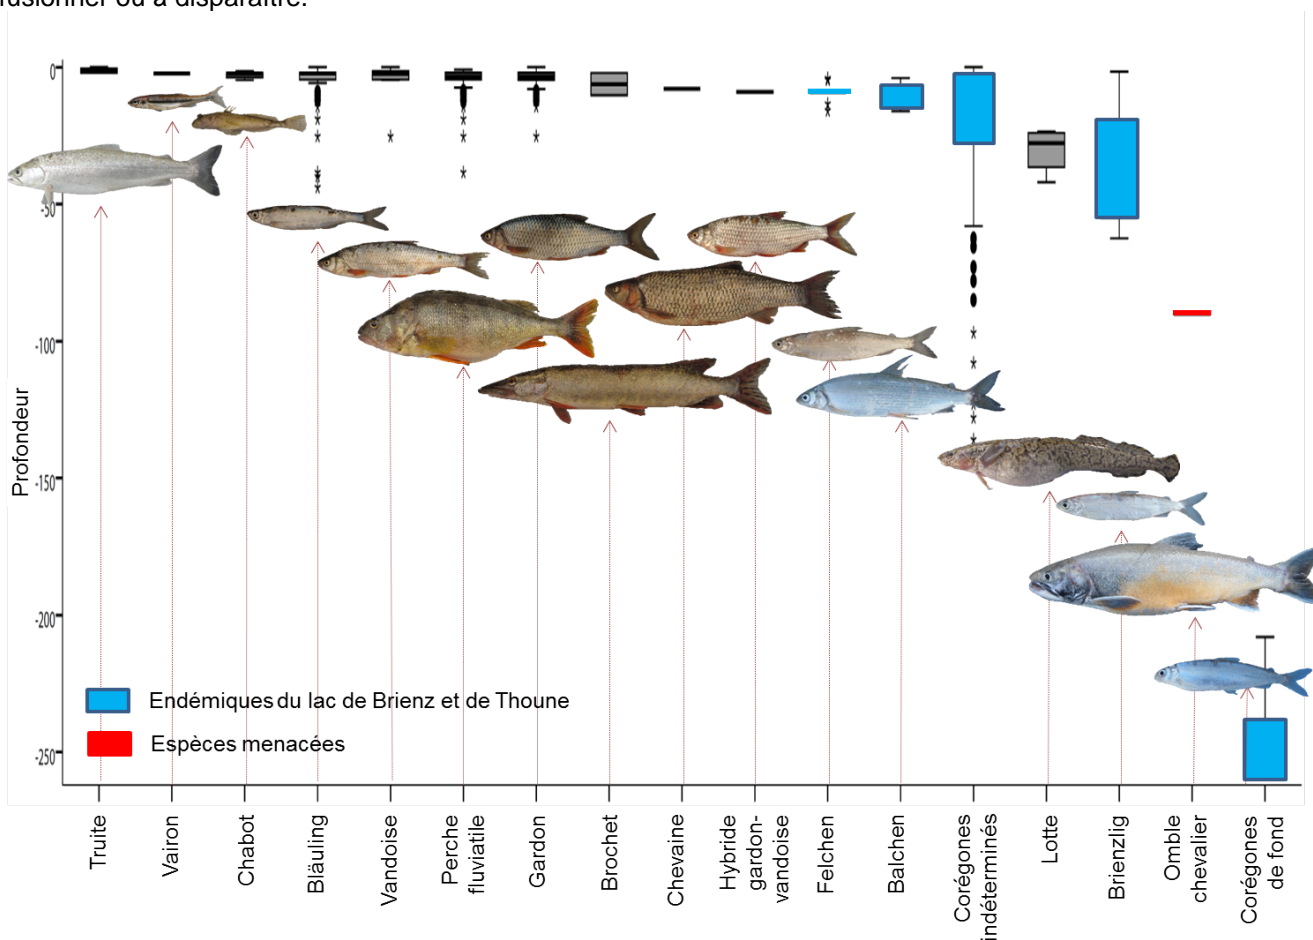 fusionner ou à disparaître.
0
-50
-100
-150
-200
-250
Profondeur
Endémiques du lac de Brienz et de Thoune
Espèces menacées
Truite
Vairon
Chabot
Bläuling
Vandoise
Perche
fluviatile
Gardon
Brochet
Chevaine
Hybride
gardon-
vandoise
Felchen
Balchen
Corégones
indéterminés
Lotte
Brienzlig
Omble
chevalier
Corégones
de fond